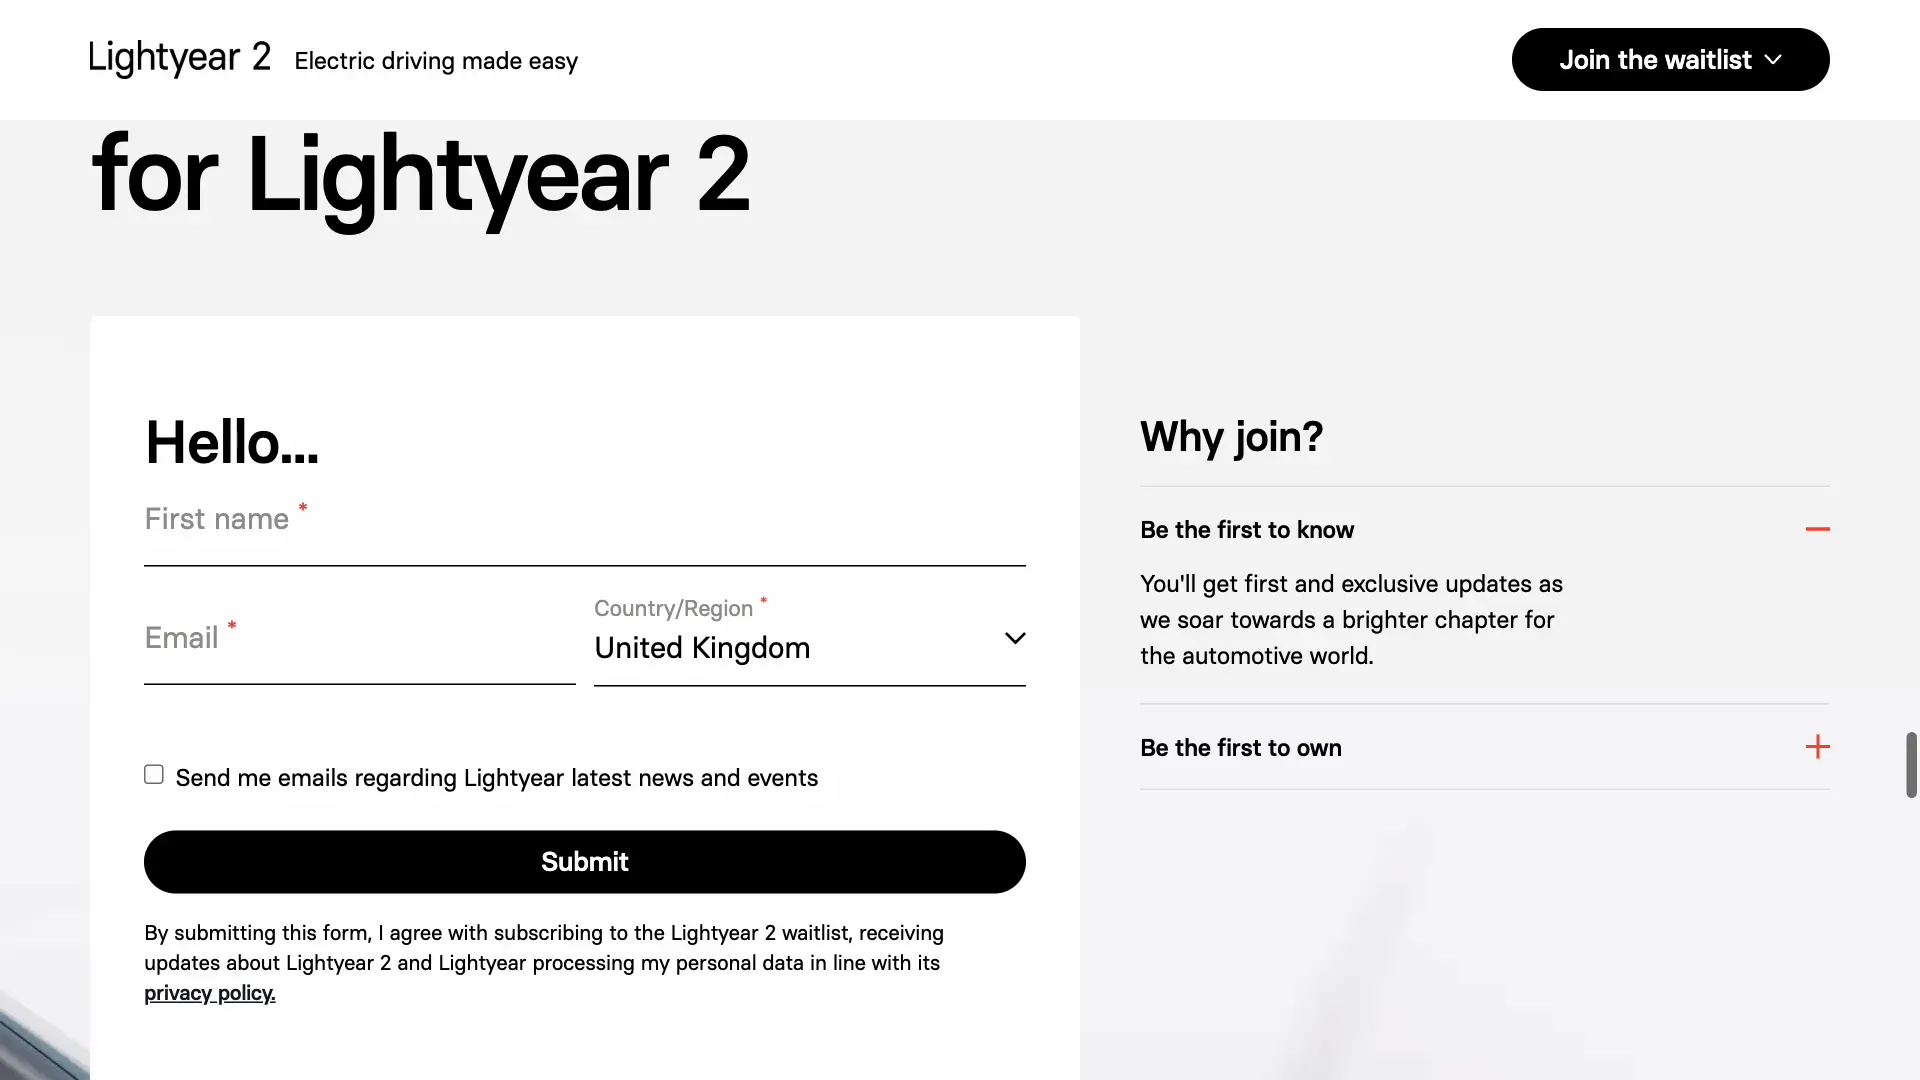 Lightyear 2 Electric driving made easy
Join the waitlist
for Lightyear 2
Hello...
First name *
Email *
Country/Region *
United Kingdom
Send me emails regarding Lightyear latest news and events
Submit
By submitting this form, I agree with subscribing to the Lightyear 2 waitlist, receiving
updates about Lightyear 2 and Lightyear processing my personal data in line with its
privacy policy.
Why join?
Be the first to know
You'll get first and exclusive updates as
we soar towards a brighter chapter for
the automotive world.
Be the first to own